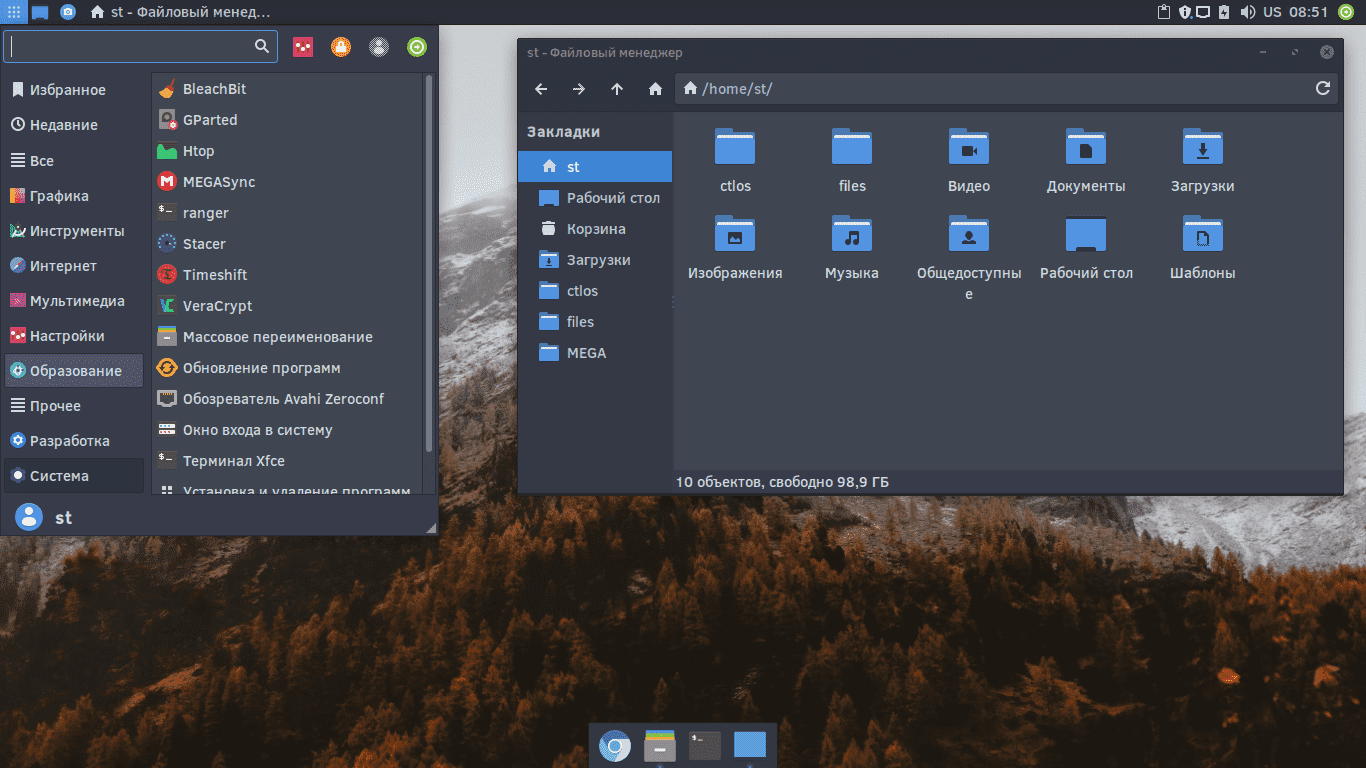 st - Файловый менед...
US 08:51
Избранное
Недавние
Все
Графика
Инструменты
Интернет
Мультимедиа
Настройки
Образование
Прочее
Разработка
Система
BleachBit
GParted
Htop
MEGASync
ranger
Stacer
Timeshift
VeraCrypt
Массовое переименование
Обновление программ
Обозреватель Avahi Zeroconf
Окно входа в систему
Терминал Xfce
Установка и удаление программ
st
st - Файловый менеджер
/home/st/
Закладки
st
Рабочий стол
Корзина
Загрузки
ctlos
files
MEGA
ctlos
files
Видео
Документы
Загрузки
Изображения
Музыка
Общедоступны
е
Рабочий стол
Шаблоны
10 объектов, свободно 98,9 ГБ